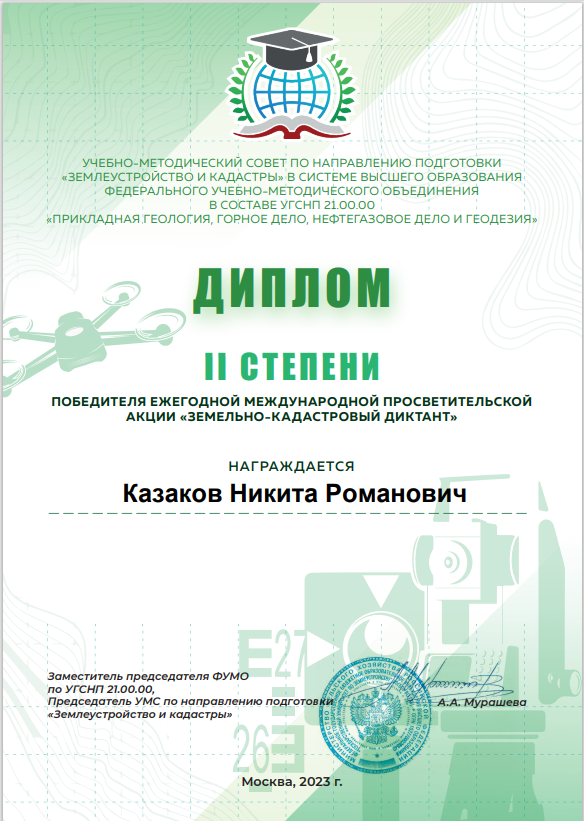 УЧЕБНО-МЕТОДИЧЕСКИЙ СОВЕТ ПО НАПРАВЛЕНИЮ ПОДГОТОВКИ
«ЗЕМЛЕУСТРОЙСТВО И КАДАСТРЫ» В СИСТЕМЕ ВЫСШЕГО ОБРАЗОВАНИЯ
ФЕДЕРАЛЬНОГО УЧЕБНО-МЕТОДИЧЕСКОГО ОБЪЕДИНЕНИЯ
В СОСТАВЕ УГСНП 21.00.00
«ПРИКЛАДНАЯ ГЕОЛОГИЯ, ГОРНОЕ ДЕЛО, НЕФТЕГАЗОВОЕ ДЕЛО И ГЕОДЕЗИЯ»
ДИПЛОМ
II СТЕПЕНИ
ПОБЕДИТЕЛЯ ЕЖЕГОДНОЙ МЕЖДУНАРОДНОЙ ПРОСВЕТИТЕЛЬСКОЙ
АКЦИИ «ЗЕМЕЛЬНО-КАДАСТРОВЫЙ ДИКТАНТ»
НАГРАЖДАЕТСЯ
Казаков Никита Романович
E27
26
Заместитель председателя ФУМО
по УГСНП 21.00.00,
Председатель УМС по направлению подготовки
«Землеустройство и кадастры»
А.А. Мурашева
Москва, 2023 г.